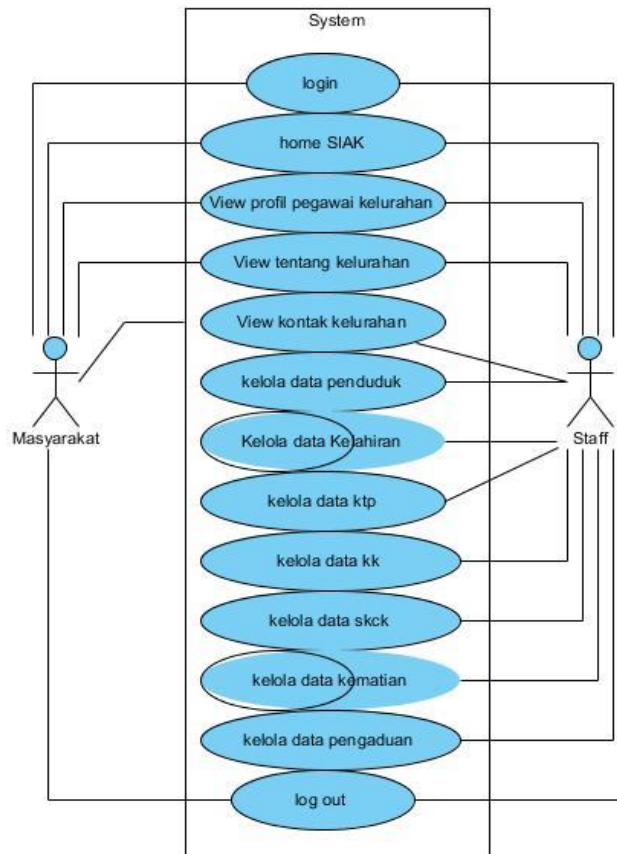 System
login
home SIAK
View profil pegawai kelurahan
View tentang kelurahan
View kontak kelurahan
kelola data penduduk
Masyarakat
Kelola data Kelahiran
Staff
kelola data ktp
kelola data kk
kelola data skck
kelola data kematian
kelola data pengaduan
log out